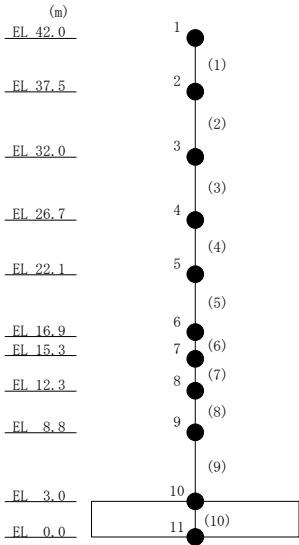 (m)
EL 42.0 1
(1)
EL 37.5 2
(2)
EL 32.0 3
(3)
EL 26.7 4
(4)
EL 22.1 5
(5)
EL 16.9 6
(6)
EL 15.3 7
(7)
EL 12.3 8
(8)
EL 8.8 9
(9)
EL 3.0 10
(10)
EL 0.0 11